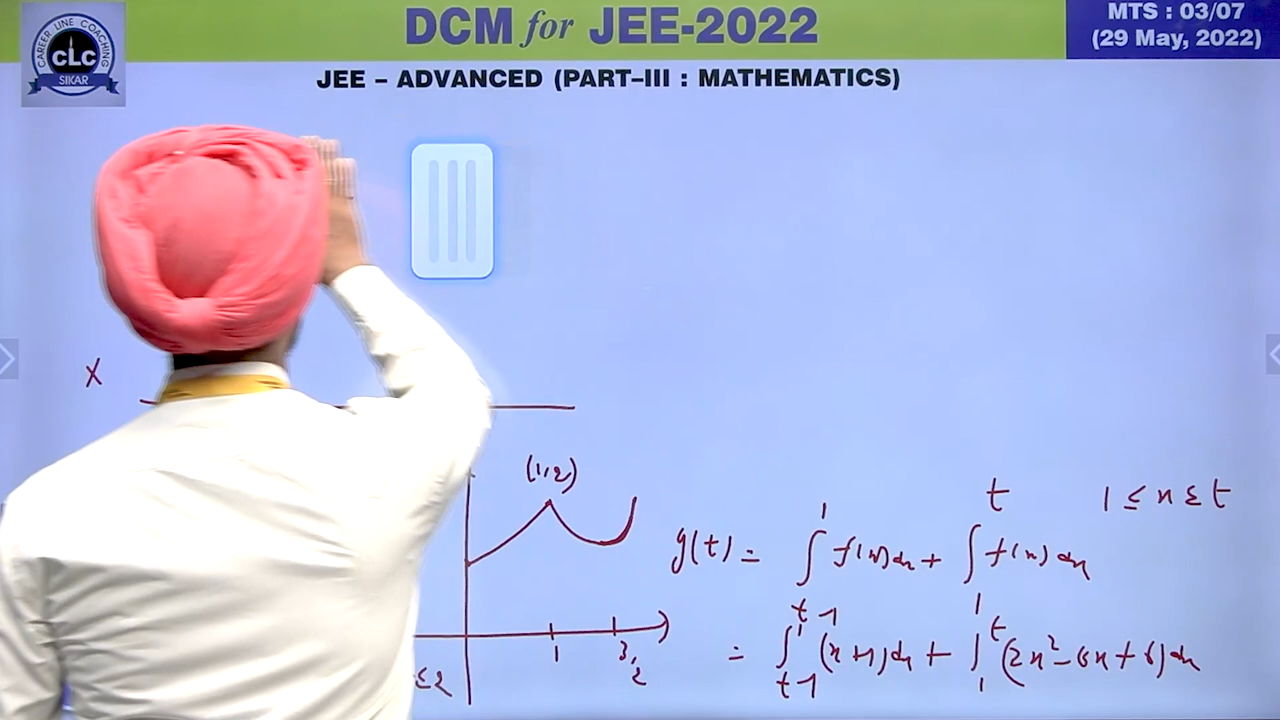 DCM for JEE-2022
MTS : 03/07
(29 May, 2022)
CAREER LINE COACHING
CLC
SIKAR
JEE – ADVANCED (PART–III : MATHEMATICS)
x
(1,2)
1
3/2
≤ 2
1 ≤ x ≤ t
g(t) = ∫_{t-1}^{1} f(x) dx + ∫_{1}^{t} f(x) dx
= ∫_{t-1}^{1} (x+1) dx + ∫_{1}^{t} (2x² - 6x + 6) dx